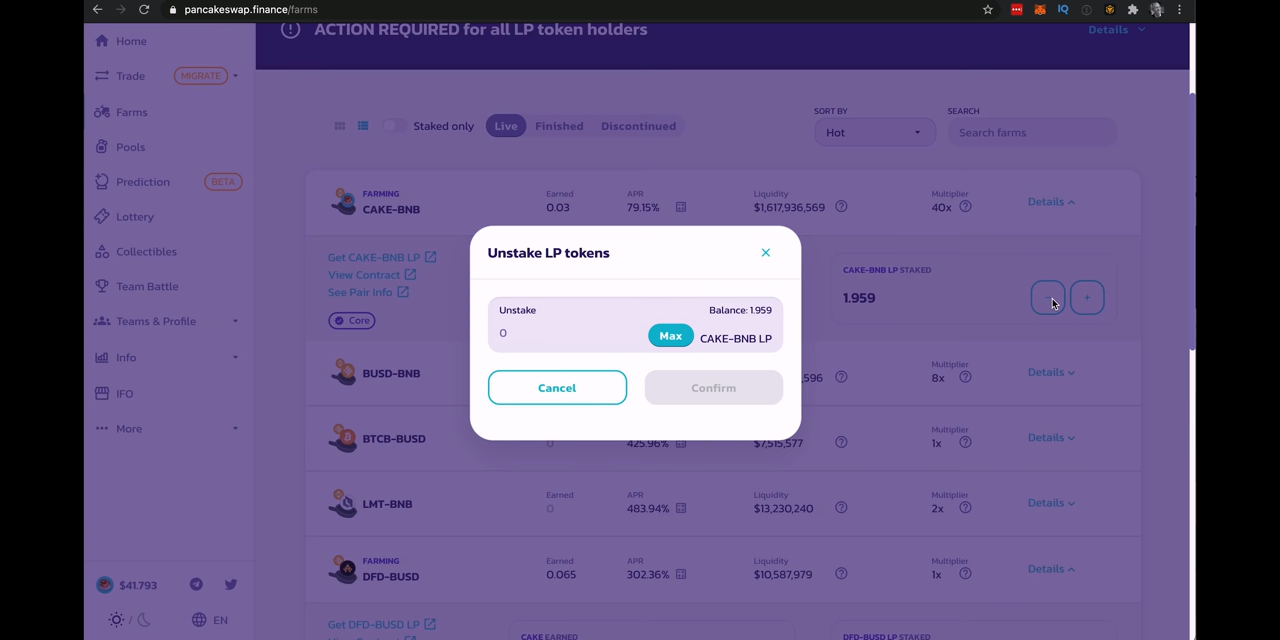 pancakeswap.finance/farms
IQ
ACTION REQUIRED for all LP token holders
Details
Home
Trade
MIGRATE
Farms
Pools
Prediction
BETA
Lottery
Collectibles
Team Battle
Teams & Profile
Info
IFO
More
$41.793
EN
Staked only
Live
Finished
Discontinued
SORT BY
Hot
SEARCH
Search farms
FARMING
CAKE-BNB
Earned
0.03
APR
79.15%
Liquidity
$1,617,936,569
Multiplier
40x
Details
Get CAKE-BNB LP
View Contract
See Pair Info
Core
CAKE-BNB LP STAKED
1.959
Unstake LP tokens
Unstake
Balance: 1.959
0
Max
CAKE-BNB LP
Cancel
Confirm
BUSD-BNB
,596
Multiplier
8x
Details
BTCB-BUSD
0
425.96%
$7,515,577
Multiplier
1x
Details
LMT-BNB
Earned
0
APR
483.94%
Liquidity
$13,230,240
Multiplier
2x
Details
FARMING
DFD-BUSD
Earned
0.065
APR
302.36%
Liquidity
$10,587,979
Multiplier
1x
Details
Get DFD-BUSD LP
CAKE EARNED
DFD-BUSD LP STAKED